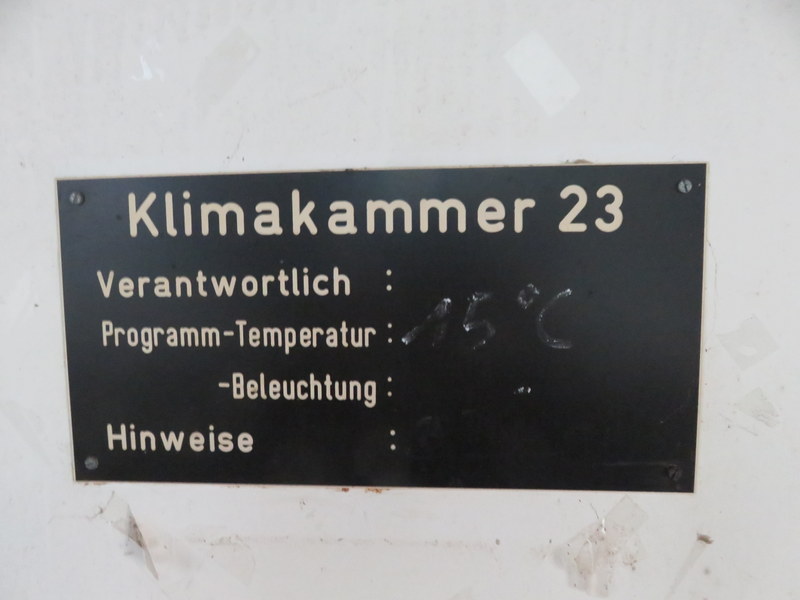 Klimakammer 23
Verantwortlich :
Programm-Temperatur : 15°C
-Beleuchtung :
Hinweise :